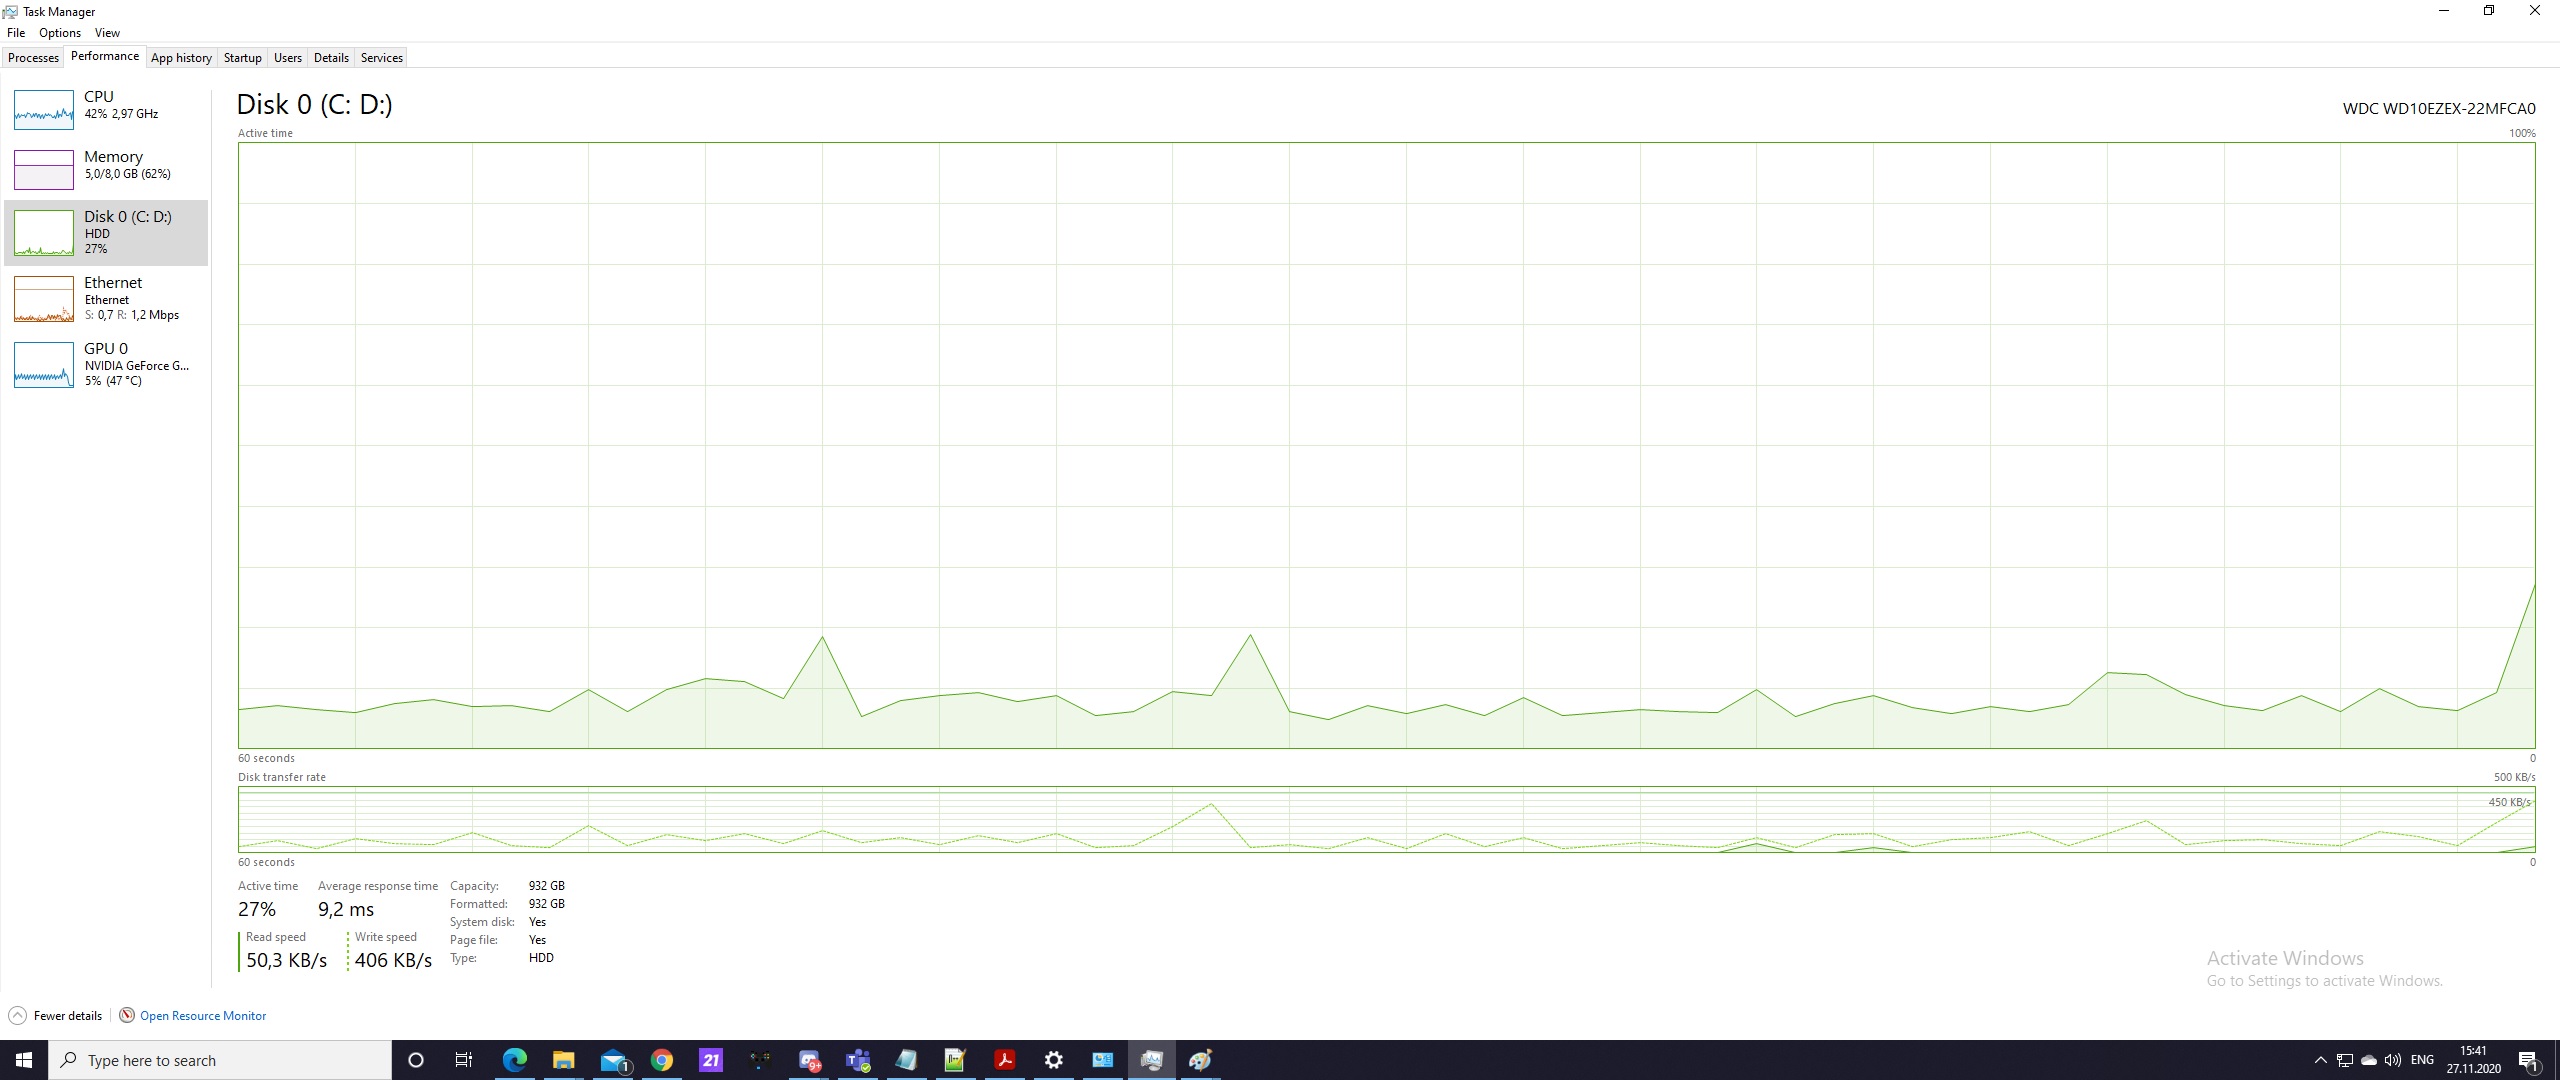 Task Manager
File Options View
Processes Performance App history Startup Users Details Services
CPU
42% 2,97 GHz
Memory
5,0/8,0 GB (62%)
Disk 0 (C: D:)
HDD
27%
Ethernet
Ethernet
S: 0,7 R: 1,2 Mbps
GPU 0
NVIDIA GeForce G...
5% (47 °C)
Disk 0 (C: D:)
WDC WD10EZEX-22MFCA0
Active time
100%
60 seconds
0
Disk transfer rate
500 KB/s
450 KB/s
60 seconds
0
Active time
27%
Average response time
9,2 ms
Read speed
50,3 KB/s
Write speed
406 KB/s
Capacity: 932 GB
Formatted: 932 GB
System disk: Yes
Page file: Yes
Type: HDD
Activate Windows
Go to Settings to activate Windows.
Fewer details
Open Resource Monitor
Type here to search
1
21
9+
ENG
15:41
27.11.2020
1